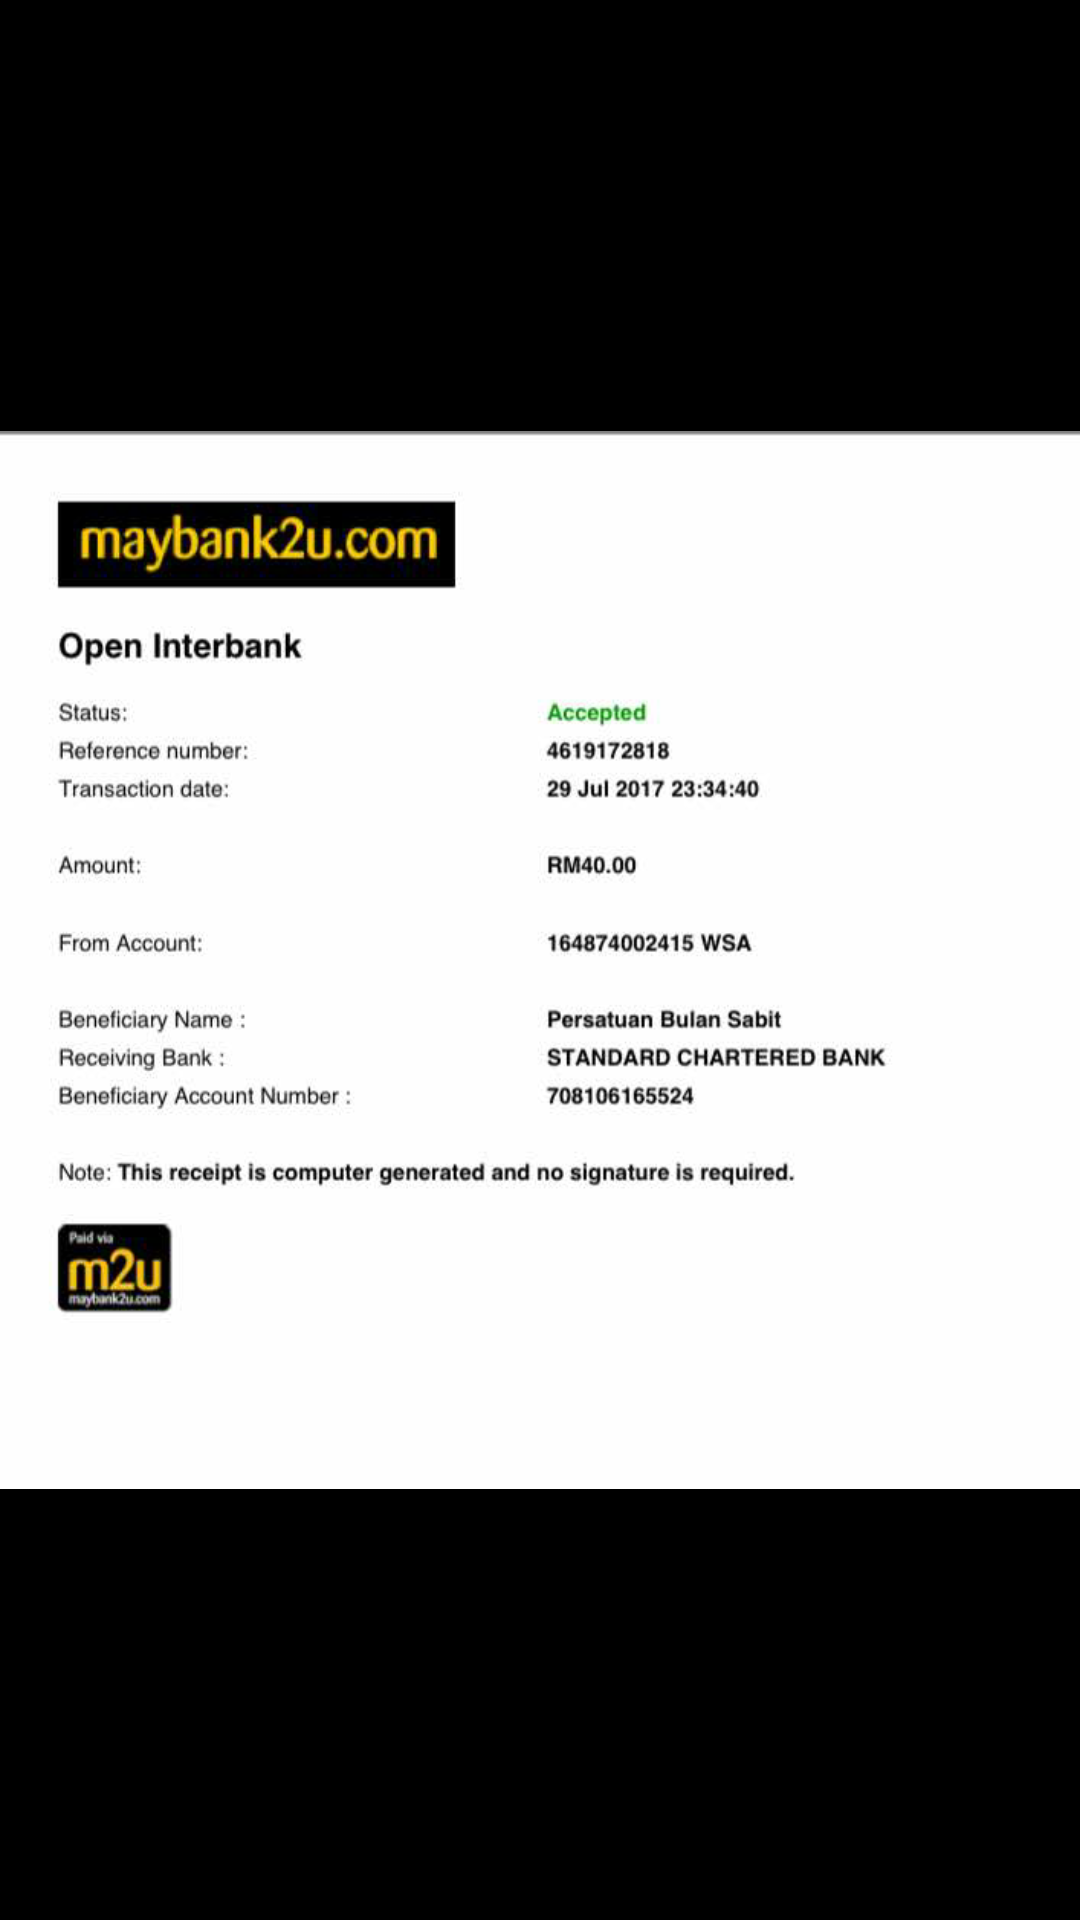 maybank2u.com
Open Interbank
Status: Accepted
Reference number: 4619172818
Transaction date: 29 Jul 2017 23:34:40
Amount: RM40.00
From Account: 164874002415 WSA
Beneficiary Name : Persatuan Bulan Sabit
Receiving Bank : STANDARD CHARTERED BANK
Beneficiary Account Number : 708106165524
Note: This receipt is computer generated and no signature is required.
Paid via
m2u
maybank2u.com